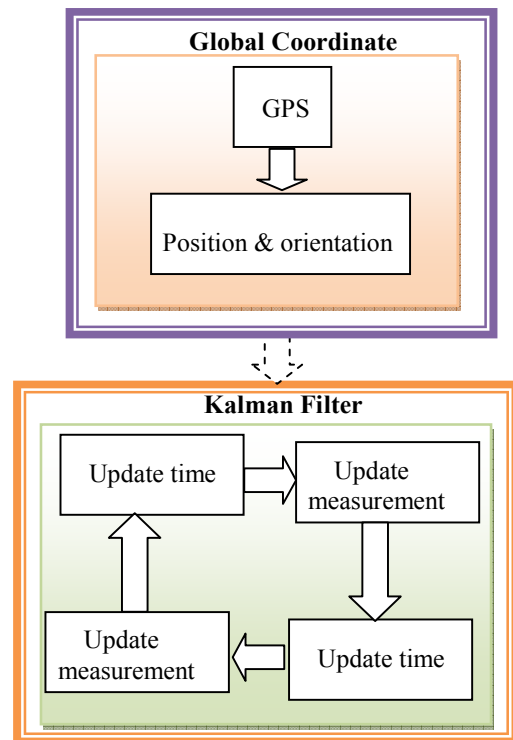 Global Coordinate
GPS
Position & orientation
Kalman Filter
Update time
Update
measurement
Update
measurement
Update time